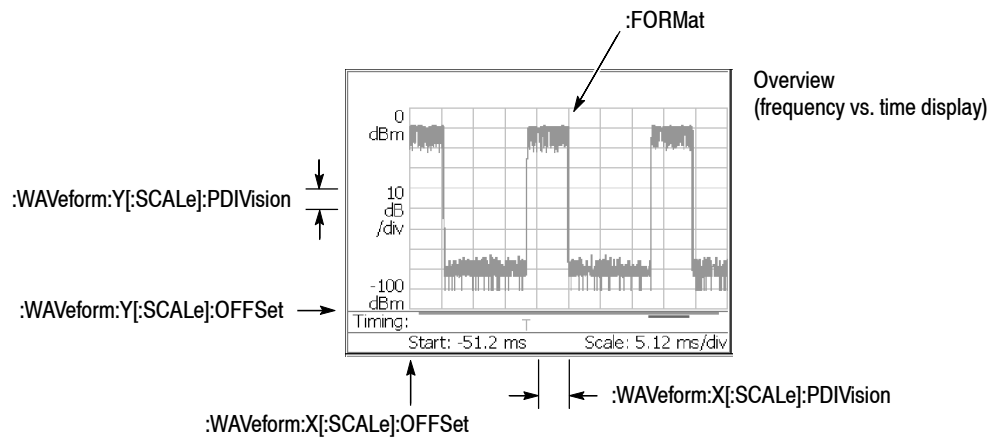 :FORMat
Overview
(frequency vs. time display)
0
dBm
:WAVeform:Y[:SCALe]:PDIVision
10
dB
/div
-100
dBm
:WAVeform:Y[:SCALe]:OFFSet
Timing:
T
Start: -51.2 ms
Scale: 5.12 ms/div
:WAVeform:X[:SCALe]:PDIVision
:WAVeform:X[:SCALe]:OFFSet